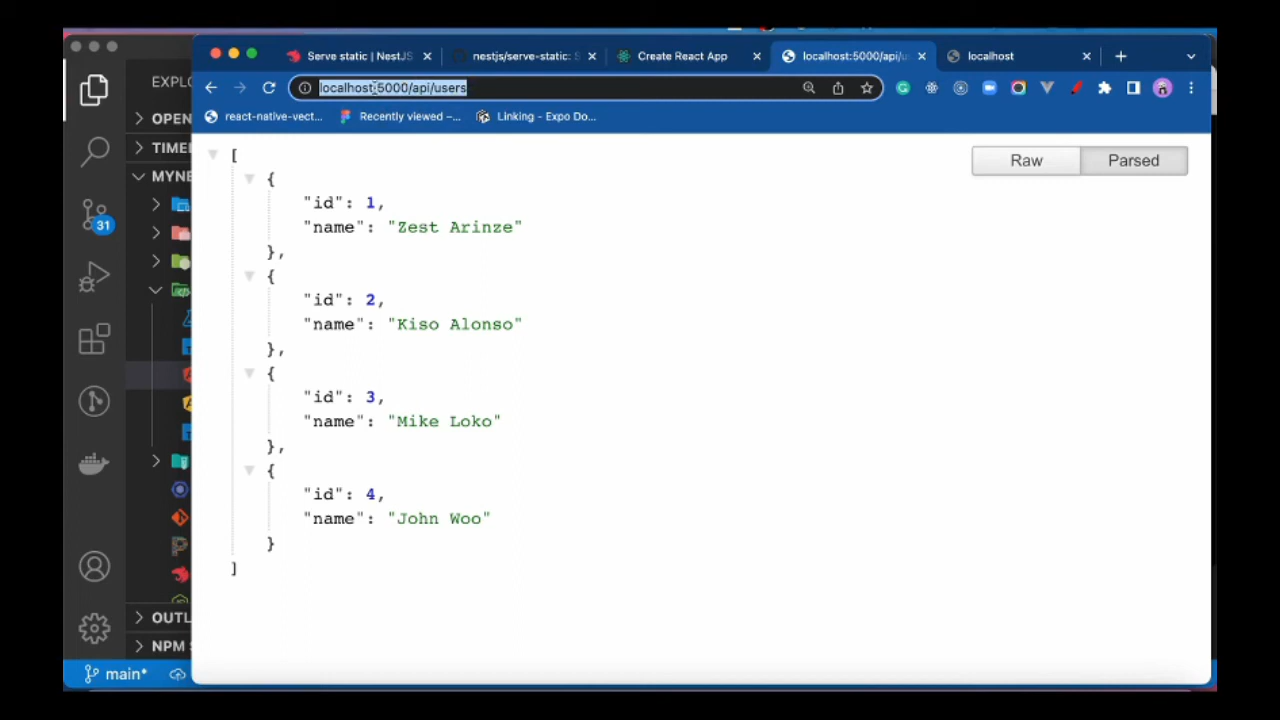 Serve static | NestJS
nestjs/serve-static: S
Create React App
localhost:5000/api/u
localhost
localhost:5000/api/users
react-native-vect...
Recently viewed –...
Linking - Expo Do...
EXPL
OPEN
TIME
MYNE
31
OUTL
NPM S
main*
Raw
Parsed
[
{
"id": 1,
"name": "Zest Arinze"
},
{
"id": 2,
"name": "Kiso Alonso"
},
{
"id": 3,
"name": "Mike Loko"
},
{
"id": 4,
"name": "John Woo"
}
]